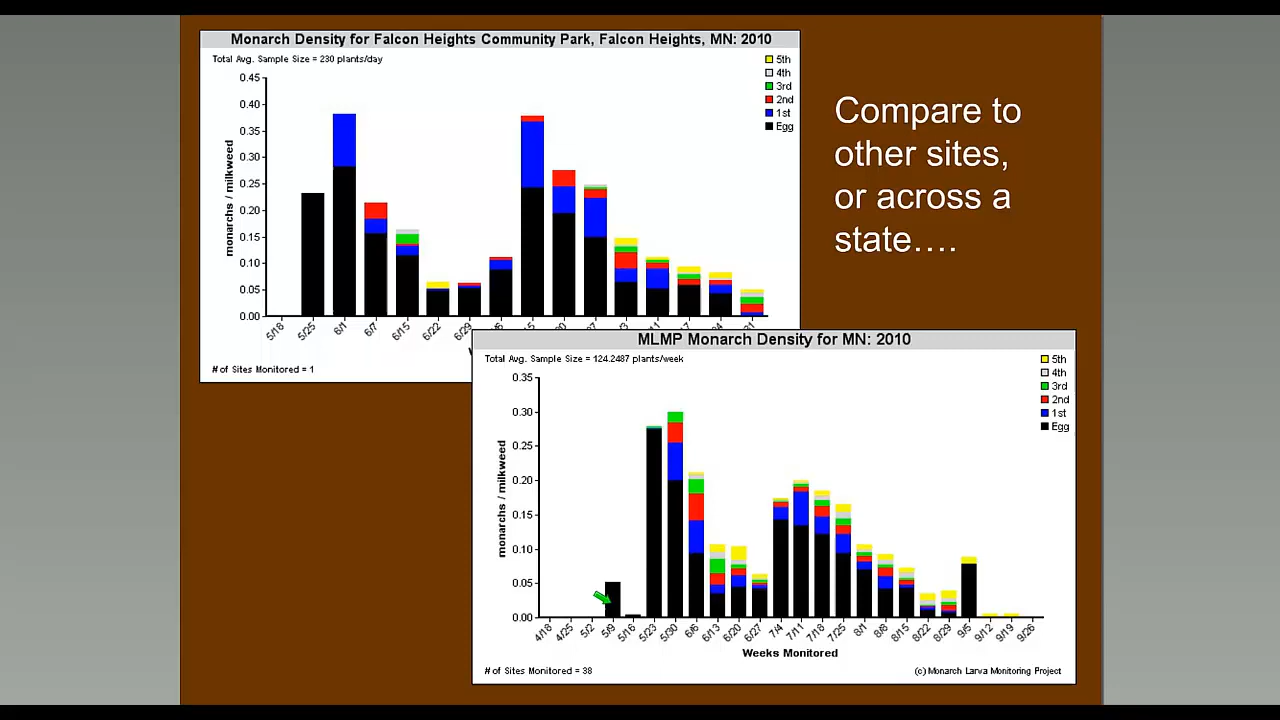 Monarch Density for Falcon Heights Community Park, Falcon Heights, MN: 2010
Total Avg. Sample Size = 230 plants/day
5th
4th
3rd
2nd
1st
Egg
0.45
0.40
0.35
0.30
0.25
0.20
0.15
0.10
0.05
0.00
monarchs / milkweed
5/18
5/25
6/1
6/7
6/15
6/22
6/29
# of Sites Monitored = 1
Compare to
other sites,
or across a
state….
MLMP Monarch Density for MN: 2010
Total Avg. Sample Size = 124.2487 plants/week
5th
4th
3rd
2nd
1st
Egg
0.35
0.30
0.25
0.20
0.15
0.10
0.05
0.00
monarchs / milkweed
4/18
4/25
5/2
5/9
5/16
5/23
5/30
6/6
6/13
6/20
6/27
7/4
7/11
7/18
7/25
8/1
8/8
8/15
8/22
8/29
9/5
9/12
9/19
9/26
Weeks Monitored
# of Sites Monitored = 38
(c) Monarch Larva Monitoring Project